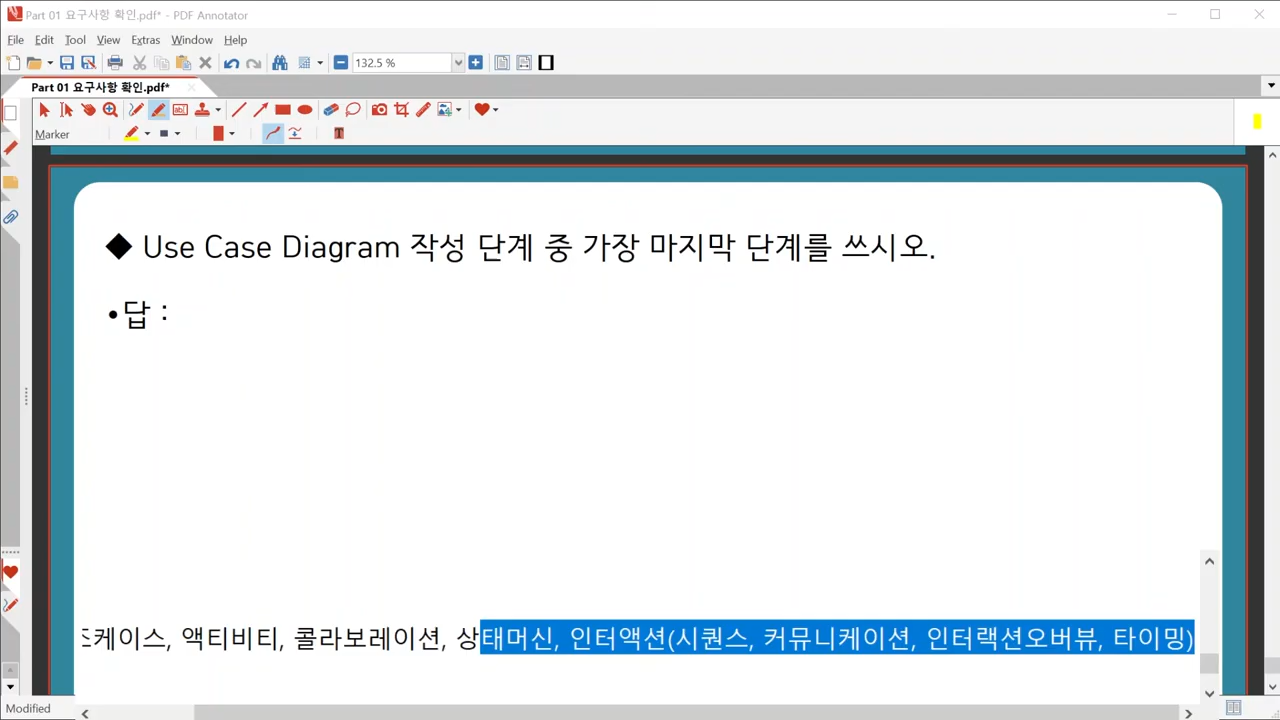 Part 01 요구사항 확인.pdf* - PDF Annotator
File Edit Tool View Extras Window Help
132.5 %
Part 01 요구사항 확인.pdf*
Marker
◆ Use Case Diagram 작성 단계 중 가장 마지막 단계를 쓰시오.
•답 :
케이스, 액티비티, 콜라보레이션, 상태머신, 인터액션(시퀀스, 커뮤니케이션, 인터랙션오버뷰, 타이밍)
Modified